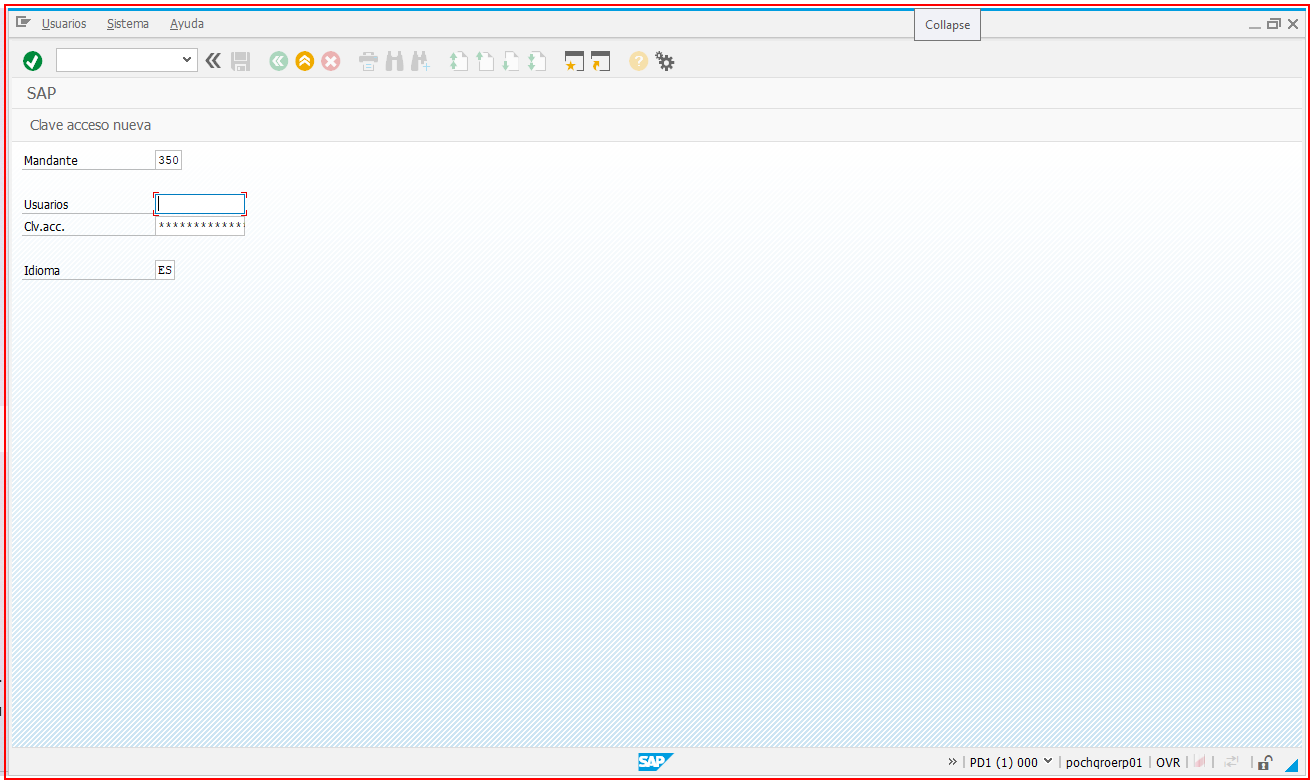 Usuarios Sistema Ayuda
Collapse
SAP
Clave acceso nueva
Mandante 350
Usuarios
Clv.acc. ************
Idioma ES
SAP
» PD1 (1) 000 pochqroerp01 OVR